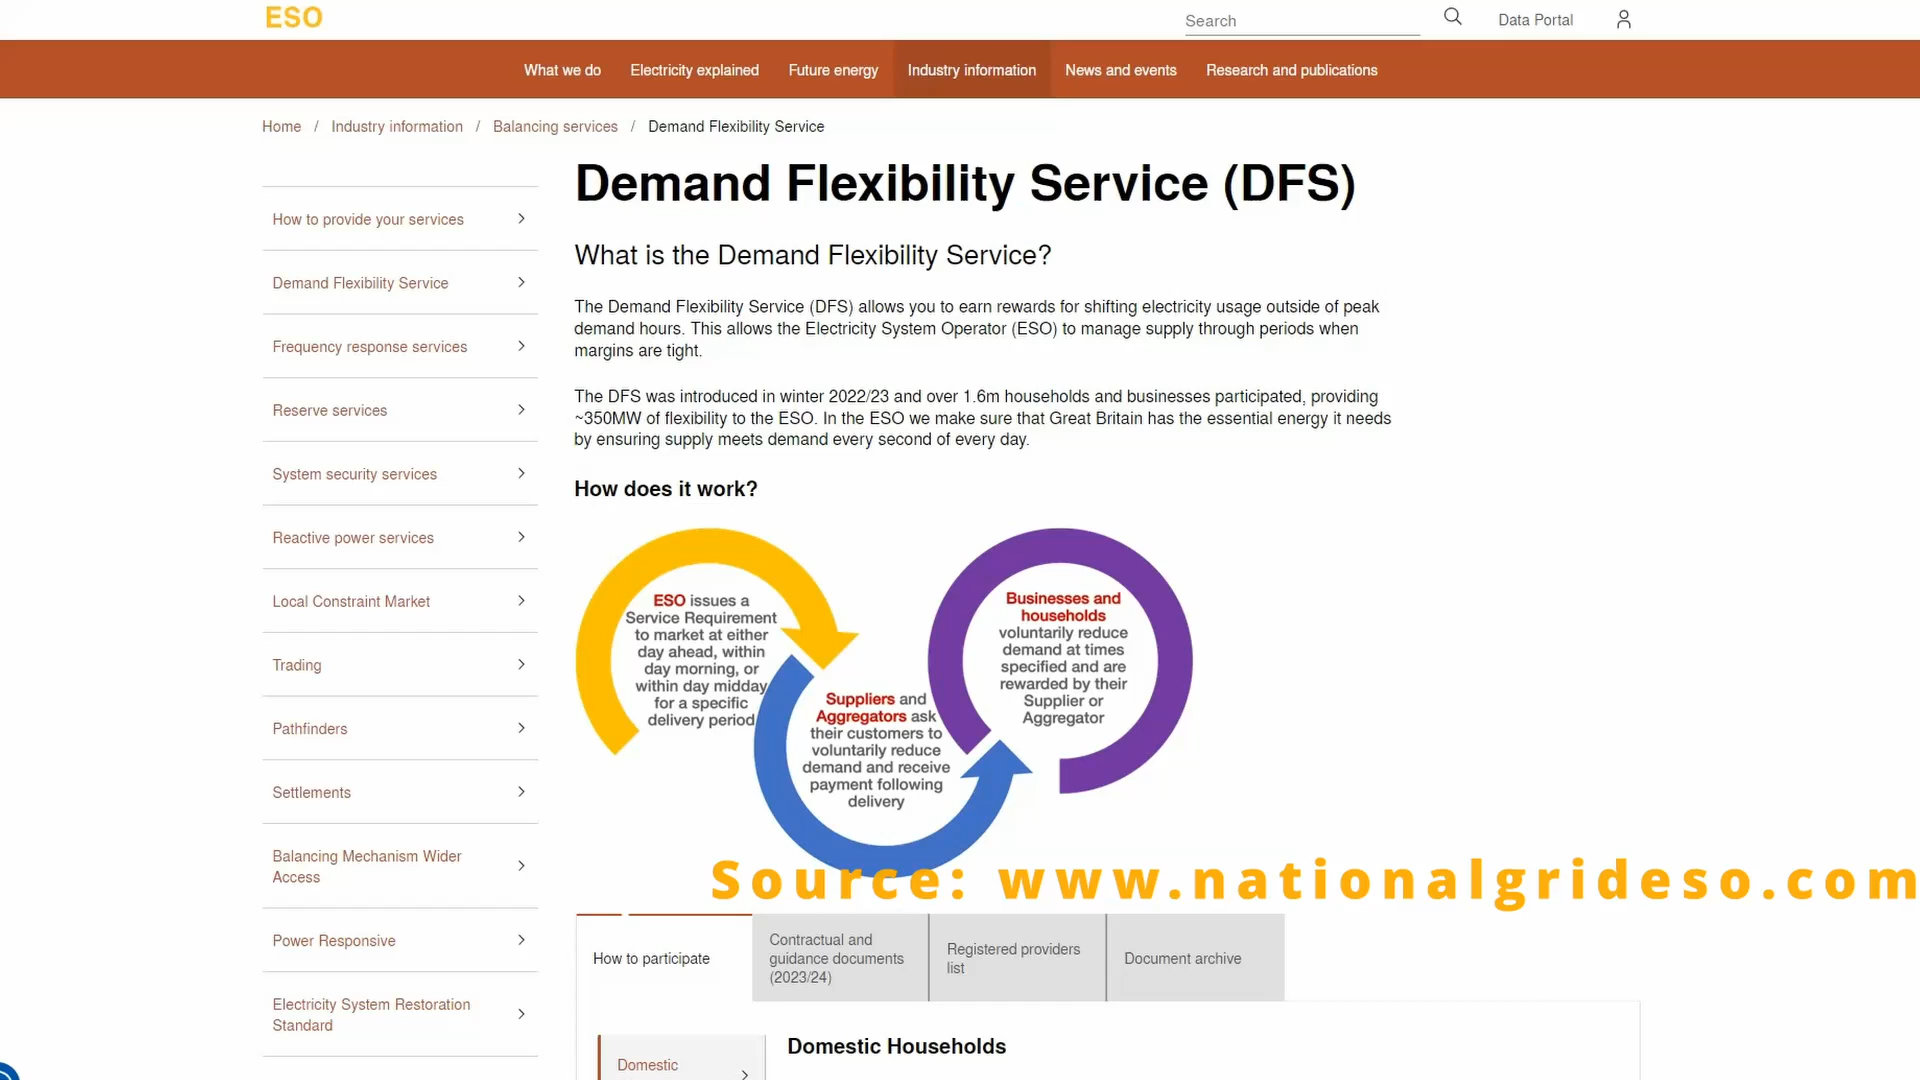 ESO
Search
Data Portal
What we do
Electricity explained
Future energy
Industry information
News and events
Research and publications
Home / Industry information / Balancing services / Demand Flexibility Service
How to provide your services
Demand Flexibility Service
Frequency response services
Reserve services
System security services
Reactive power services
Local Constraint Market
Trading
Pathfinders
Settlements
Balancing Mechanism Wider
Access
Power Responsive
Electricity System Restoration
Standard
Demand Flexibility Service (DFS)
What is the Demand Flexibility Service?
The Demand Flexibility Service (DFS) allows you to earn rewards for shifting electricity usage outside of peak
demand hours. This allows the Electricity System Operator (ESO) to manage supply through periods when
margins are tight.
The DFS was introduced in winter 2022/23 and over 1.6m households and businesses participated, providing
~350MW of flexibility to the ESO. In the ESO we make sure that Great Britain has the essential energy it needs
by ensuring supply meets demand every second of every day.
How does it work?
ESO issues a
Service Requirement
to market at either
day ahead, within
day morning, or
within day midday
for a specific
delivery period
Suppliers and
Aggregators ask
their customers to
voluntarily reduce
demand and receive
payment following
delivery
Businesses and
households
voluntarily reduce
demand at times
specified and are
rewarded by their
Supplier or
Aggregator
Source: www.nationalgrideso.com
How to participate
Contractual and
guidance documents
(2023/24)
Registered providers
list
Document archive
Domestic
Domestic Households